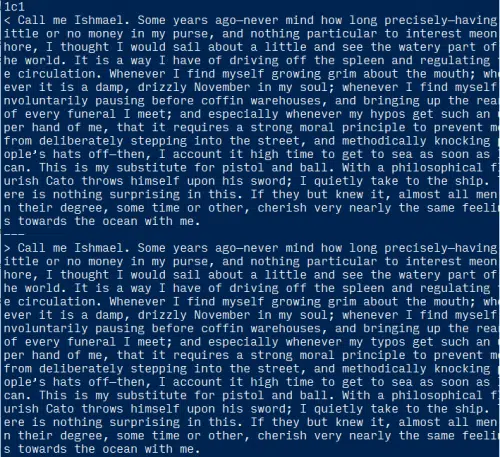 1c1
< Call me Ishmael. Some years ago—never mind how long precisely—having
ittle or no money in my purse, and nothing particular to interest meon
hore, I thought I would sail about a little and see the watery part of
he world. It is a way I have of driving off the spleen and regulating
e circulation. Whenever I find myself growing grim about the mouth; whe
ever it is a damp, drizzly November in my soul; whenever I find myself
nvoluntarily pausing before coffin warehouses, and bringing up the rea
of every funeral I meet; and especially whenever my hypos get such an
per hand of me, that it requires a strong moral principle to prevent me
from deliberately stepping into the street, and methodically knocking
ople's hats off—then, I account it high time to get to sea as soon as
can. This is my substitute for pistol and ball. With a philosophical fl
urish Cato throws himself upon his sword; I quietly take to the ship.
ere is nothing surprising in this. If they but knew it, almost all men
n their degree, some time or other, cherish very nearly the same feelin
s towards the ocean with me.
---
> Call me Ishmael. Some years ago—never mind how long precisely—having
ittle or no money in my purse, and nothing particular to interest meon
hore, I thought I would sail about a little and see the watery part of
he world. It is a way I have of driving off the spleen and regulating
e circulation. Whenever I find myself growing grim about the mouth; whe
ever it is a damp, drizzly November in my soul; whenever I find myself
nvoluntarily pausing before coffin warehouses, and bringing up the rea
of every funeral I meet; and especially whenever my typos get such an
per hand of me, that it requires a strong moral principle to prevent me
from deliberately stepping into the street, and methodically knocking
ople's hats off—then, I account it high time to get to sea as soon as
can. This is my substitute for pistol and ball. With a philosophical fl
urish Cato throws himself upon his sword; I quietly take to the ship.
ere is nothing surprising in this. If they but knew it, almost all men
n their degree, some time or other, cherish very nearly the same feelin
s towards the ocean with me.